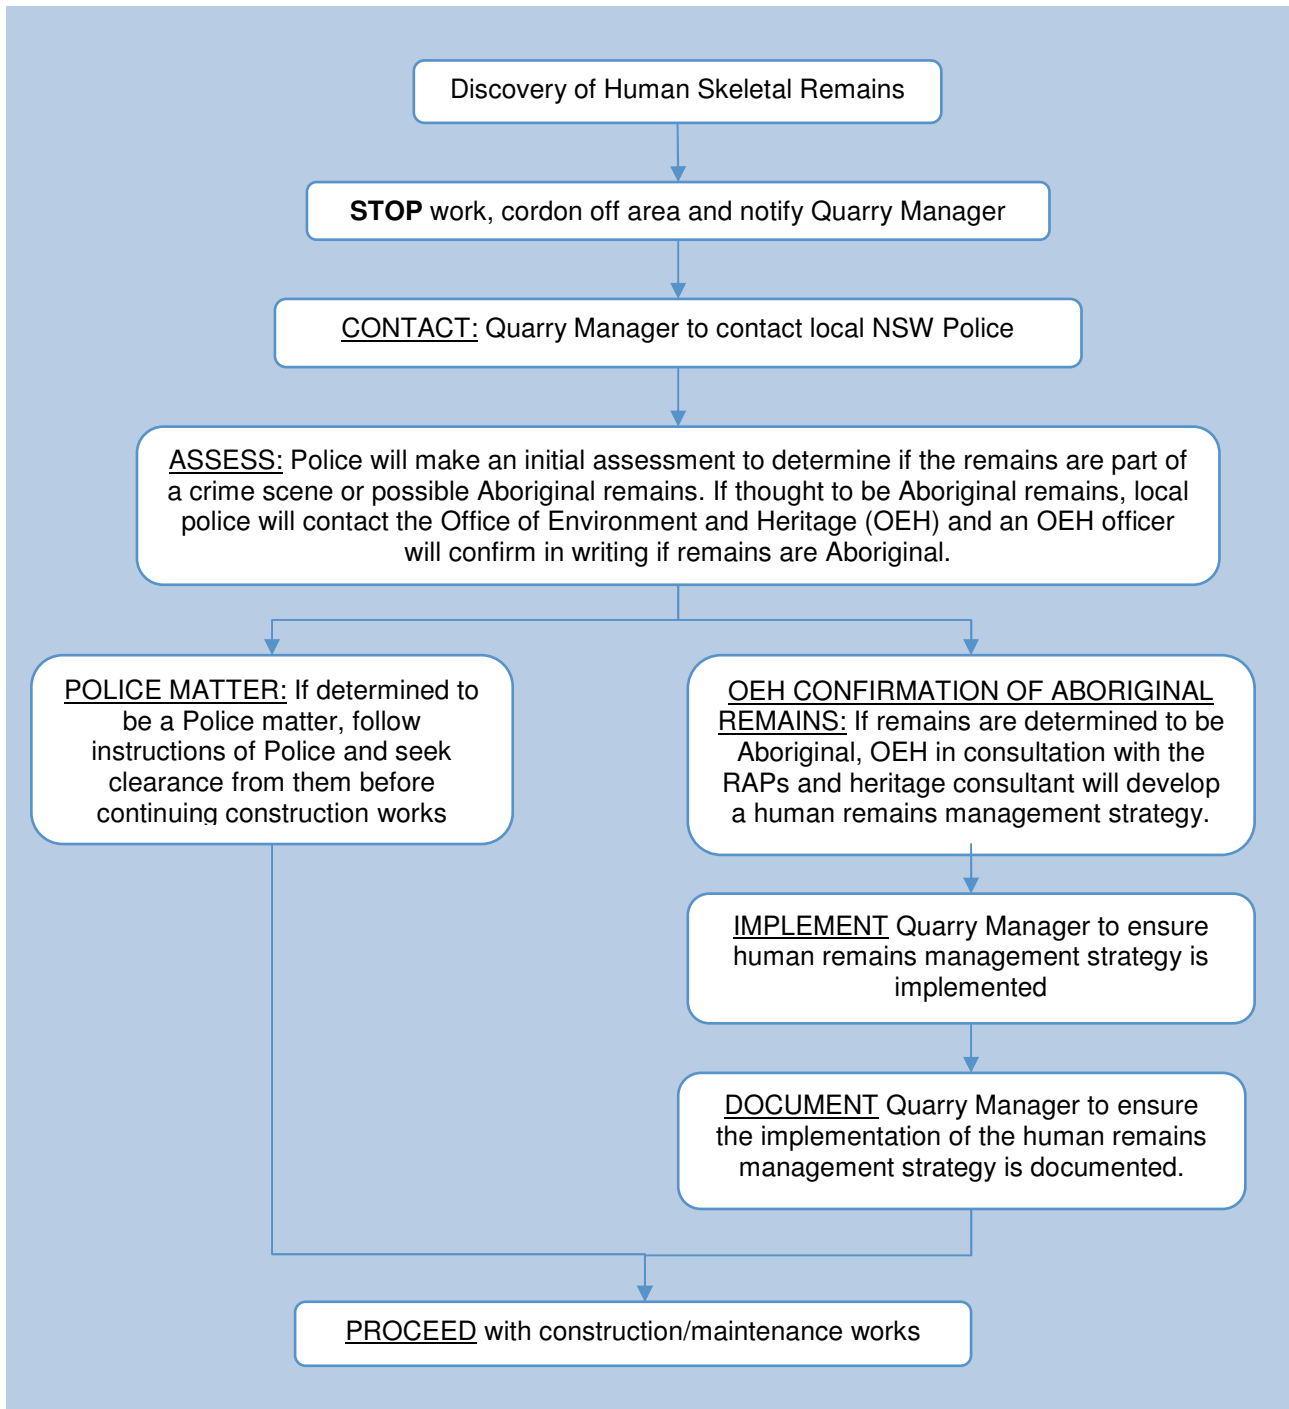 Discovery of Human Skeletal Remains
STOP work, cordon off area and notify Quarry Manager
CONTACT: Quarry Manager to contact local NSW Police
ASSESS: Police will make an initial assessment to determine if the remains are part of
a crime scene or possible Aboriginal remains. If thought to be Aboriginal remains, local
police will contact the Office of Environment and Heritage (OEH) and an OEH officer
will confirm in writing if remains are Aboriginal.
POLICE MATTER: If determined to
be a Police matter, follow
instructions of Police and seek
clearance from them before
continuing construction works
OEH CONFIRMATION OF ABORIGINAL
REMAINS: If remains are determined to be
Aboriginal, OEH in consultation with the
RAPs and heritage consultant will develop
a human remains management strategy.
IMPLEMENT Quarry Manager to ensure
human remains management strategy is
implemented
DOCUMENT Quarry Manager to ensure
the implementation of the human remains
management strategy is documented.
PROCEED with construction/maintenance works